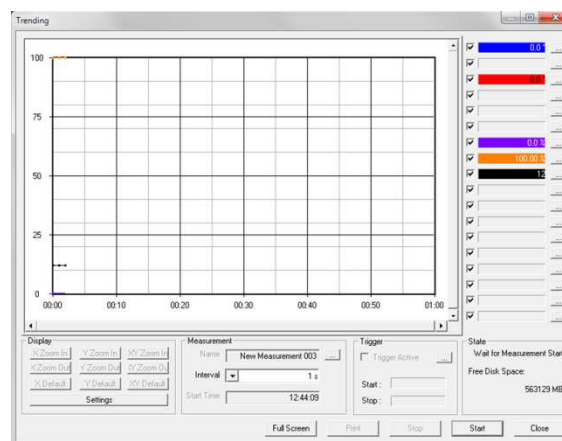 Trending
100
75
50
25
0
00:00 00:10 00:20 00:30 00:40 00:50 01:00
0.0 °
0.0 °
0.0 %
100.00 %
12
Display
X Zoom In Y Zoom In XY Zoom In
X Zoom Out Y Zoom Out XY Zoom Out
X Default Y Default XY Default
Settings
Measurement
Name New Measurement 003 ...
Interval 1 s
Start Time 12:44:09
Trigger
Trigger Active ...
Start :
Stop :
State
Wait for Measurement Start
Free Disk Space:
563129 MB
Full Screen Print Stop Start Close